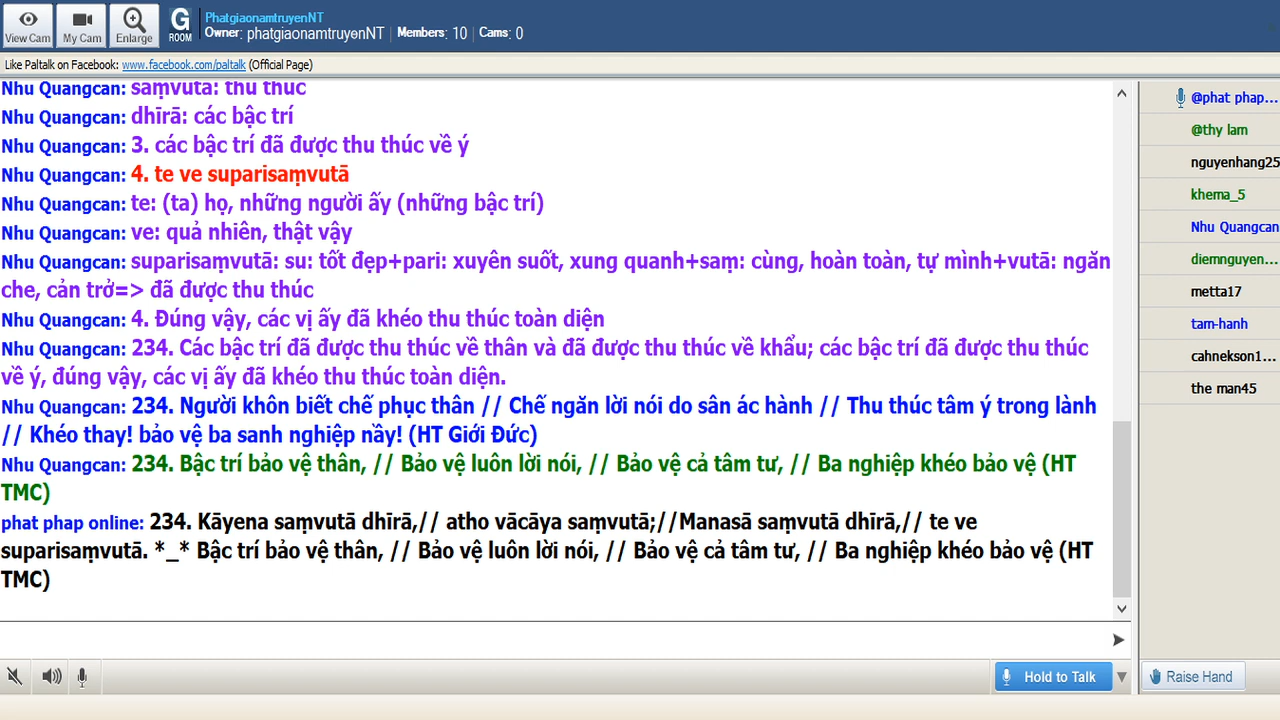 View Cam
My Cam
Enlarge
G
ROOM
PhatgiaonamtruyenNT
Owner: phatgiaonamtruyenNT | Members: 10 | Cams: 0
Like Paltalk on Facebook: www.facebook.com/paltalk (Official Page)
Nhu Quangcan: saṃvutā: thu thúc
Nhu Quangcan: dhīrā: các bậc trí
Nhu Quangcan: 3. các bậc trí đã được thu thúc về ý
Nhu Quangcan: 4. te ve suparisaṃvutā
Nhu Quangcan: te: (ta) họ, những người ấy (những bậc trí)
Nhu Quangcan: ve: quả nhiên, thật vậy
Nhu Quangcan: suparisaṃvutā: su: tốt đẹp+pari: xuyên suốt, xung quanh+saṃ: cùng, hoàn toàn, tự mình+vutā: ngăn
che, cản trở=> đã được thu thúc
Nhu Quangcan: 4. Đúng vậy, các vị ấy đã khéo thu thúc toàn diện
Nhu Quangcan: 234. Các bậc trí đã được thu thúc về thân và đã được thu thúc về khẩu; các bậc trí đã được thu thúc
về ý, đúng vậy, các vị ấy đã khéo thu thúc toàn diện.
Nhu Quangcan: 234. Người khôn biết chế phục thân // Chế ngăn lời nói do sân ác hành // Thu thúc tâm ý trong lành
// Khéo thay! bảo vệ ba sanh nghiệp nầy! (HT Giới Đức)
Nhu Quangcan: 234. Bậc trí bảo vệ thân, // Bảo vệ luôn lời nói, // Bảo vệ cả tâm tư, // Ba nghiệp khéo bảo vệ (HT
TMC)
phat phap online: 234. Kāyena saṃvutā dhīrā,// atho vācāya saṃvutā;//Manasā saṃvutā dhīrā,// te ve
suparisaṃvutā. *_* Bậc trí bảo vệ thân, // Bảo vệ luôn lời nói, // Bảo vệ cả tâm tư, // Ba nghiệp khéo bảo vệ (HT
TMC)
@phat phap...
@thy lam
nguyenhang25
khema_5
Nhu Quangcan
diemnguyen...
metta17
tam-hanh
cahnekson1...
the man45
Hold to Talk
Raise Hand